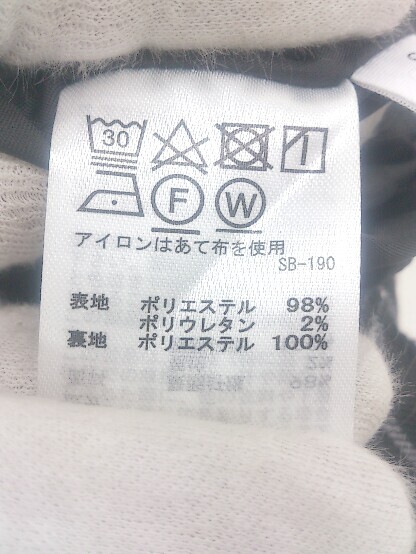 30
F W
アイロンはあて布を使用
SB-190
表地 ポリエステル 98%
ポリウレタン 2%
裏地 ポリエステル 100%